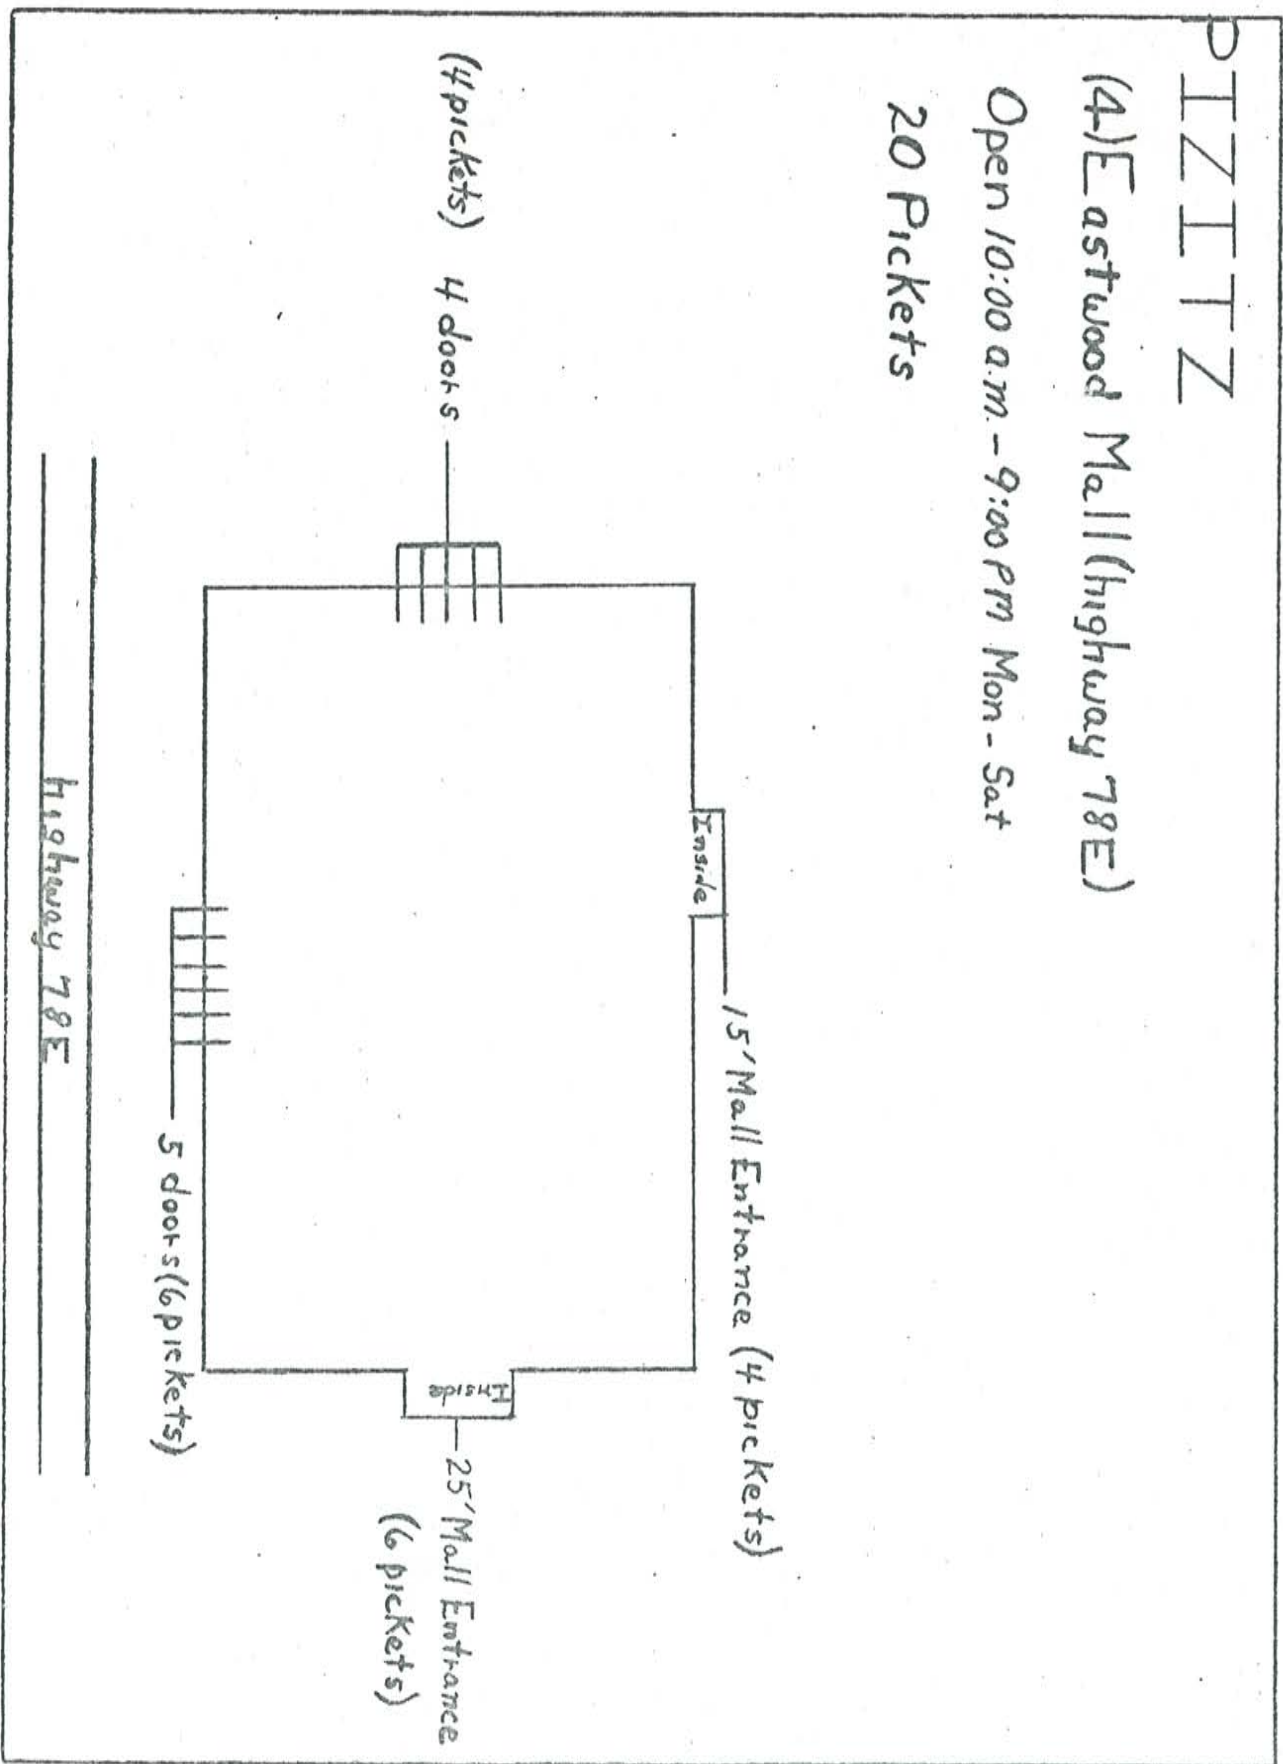 PIZITZ
(4) Eastwood Mall (highway 78E)
Open 10:00 a.m. - 9:00 PM Mon - Sat
20 Pickets
15' Mall Entrance (4 pickets)
Inside
(4 pickets) 4 doors
Inside
25' Mall Entrance
(6 pickets)
5 doors (6 pickets)
highway 78E